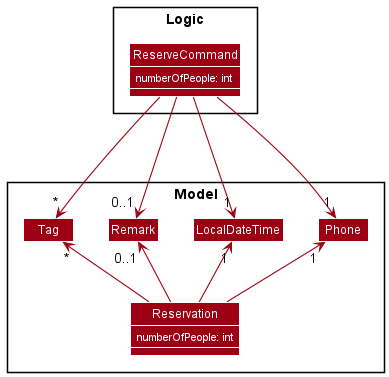 Logic
ReserveCommand
numberOfPeople: int
* 0..1 1 1
Model
Tag Remark LocalDateTime Phone
* 0..1 1 1
Reservation
numberOfPeople: int